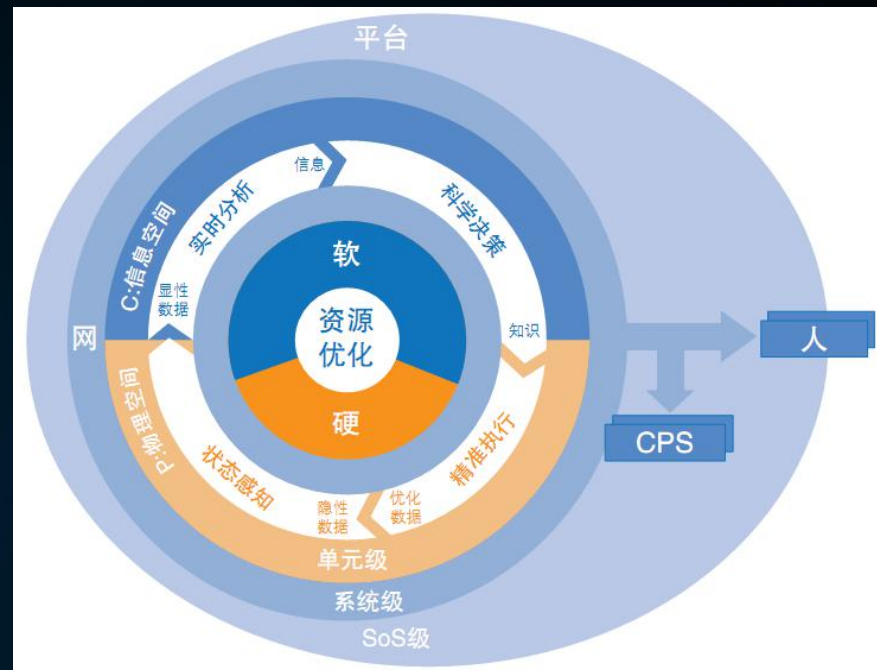 平台
信息
实时分析
科学决策
C:信息空间
软
显性
数据
网
资源
优化
知识
人
P:物理空间
硬
CPS
状态感知
精准执行
隐性
数据
优化
数据
单元级
系统级
SoS级